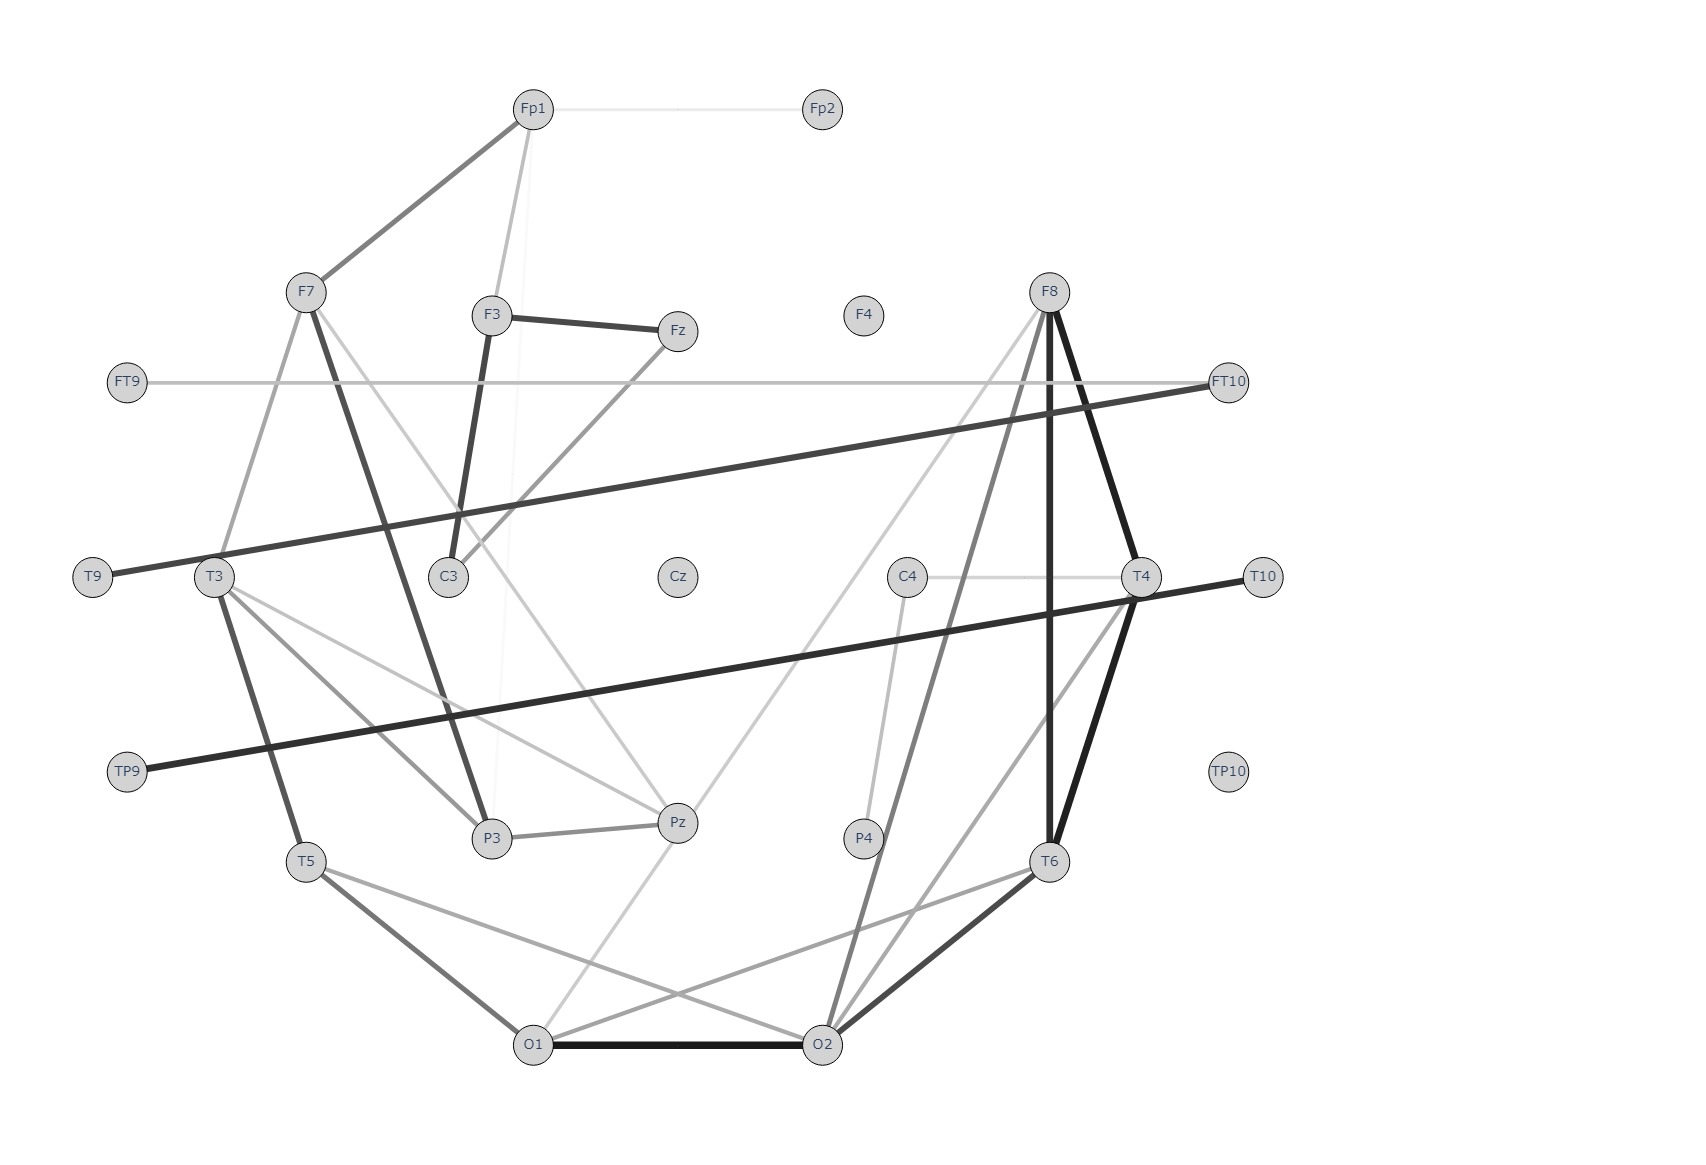 Fp1 Fp2
F7 F3 Fz F4 F8
FT9 FT10
T9 T3 C3 Cz C4 T4 T10
TP9 TP10
T5 P3 Pz P4 T6
O1 O2